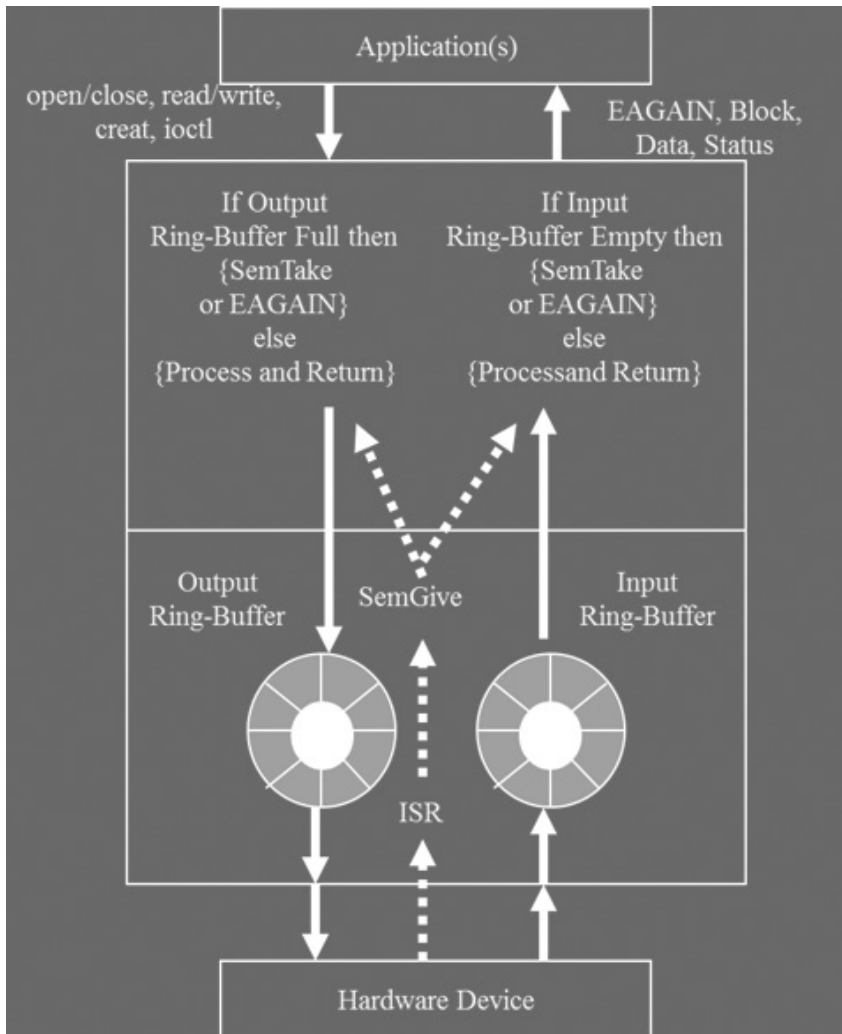 Application(s)
open/close, read/write,
creat, ioctl
EAGAIN, Block,
Data, Status
If Output
Ring-Buffer Full then
{SemTake
or EAGAIN}
else
{Process and Return}
If Input
Ring-Buffer Empty then
{SemTake
or EAGAIN}
else
{Processand Return}
Output
Ring-Buffer
SemGive
Input
Ring-Buffer
ISR
Hardware Device